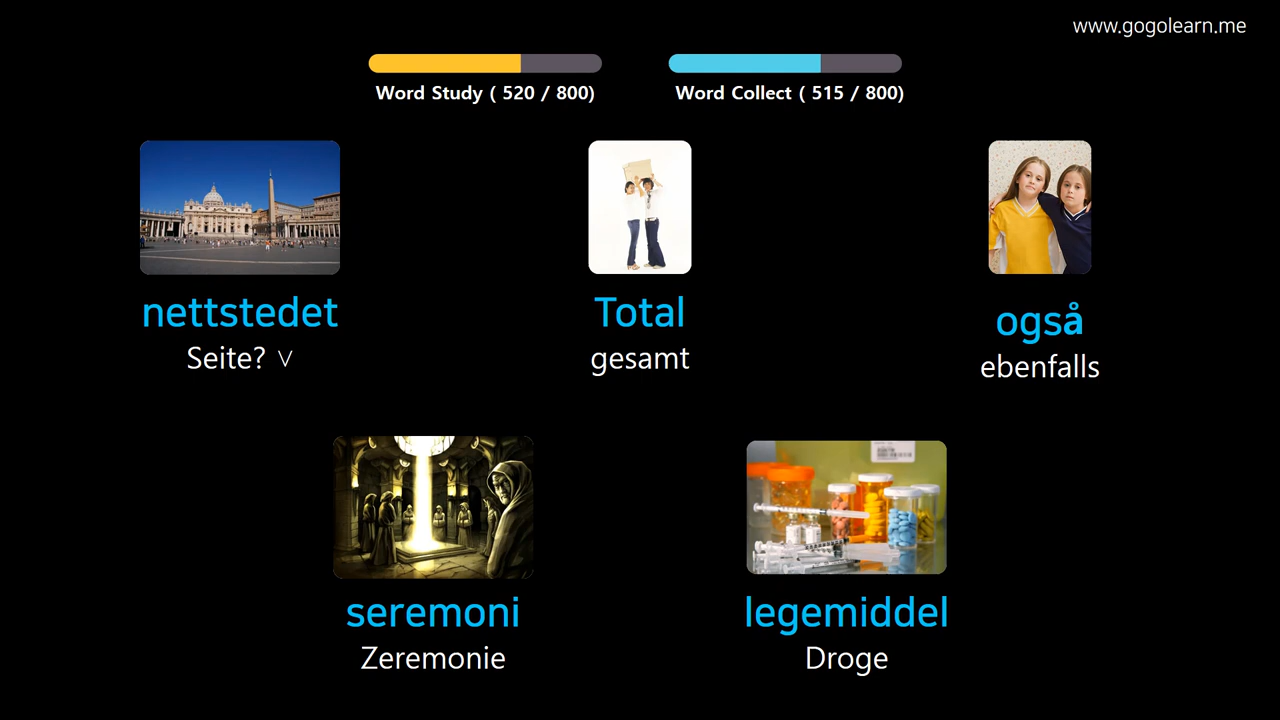 www.gogolearn.me
Word Study ( 520 / 800)
Word Collect ( 515 / 800)
nettstedet
Seite? ∨
Total
gesamt
også
ebenfalls
seremoni
Zeremonie
legemiddel
Droge